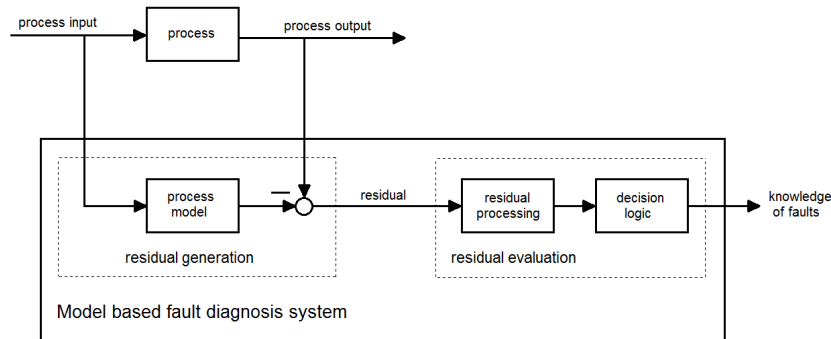 process input
process
process output
process
model
residual
residual
processing
decision
logic
knowledge
of faults
residual generation
residual evaluation
Model based fault diagnosis system